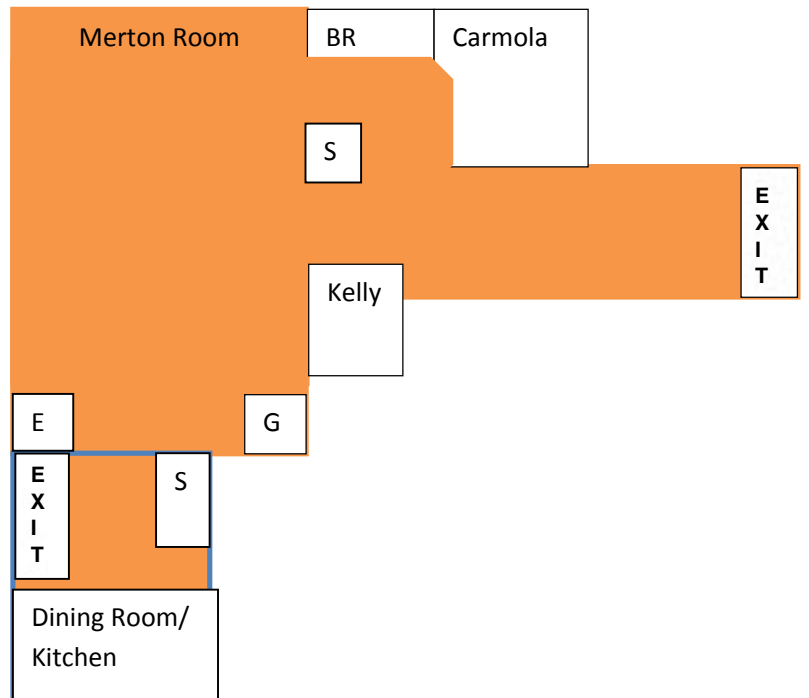 Merton Room
BR
Carmola
S
E
X
I
T
Kelly
E
G
E
X
I
T
S
Dining Room/
Kitchen